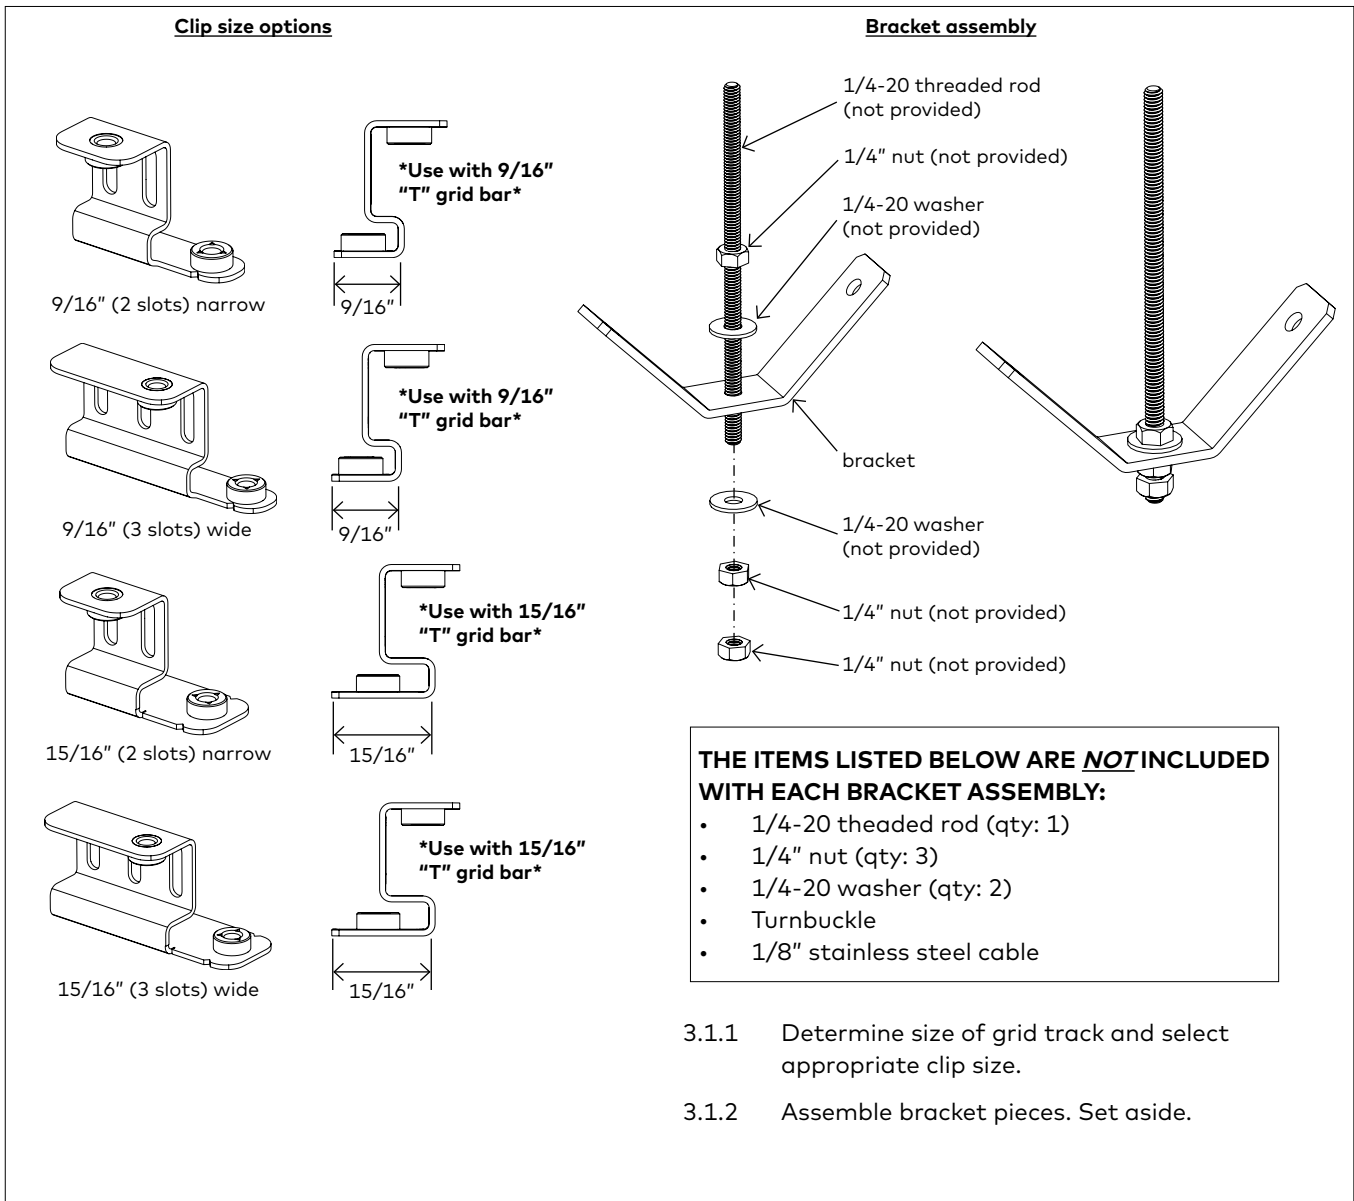 Clip size options
*Use with 9/16"
"T" grid bar*
9/16" (2 slots) narrow
9/16"
*Use with 9/16"
"T" grid bar*
9/16" (3 slots) wide
9/16"
*Use with 15/16"
"T" grid bar*
15/16" (2 slots) narrow
15/16"
*Use with 15/16"
"T" grid bar*
15/16" (3 slots) wide
15/16"
Bracket assembly
1/4-20 threaded rod
(not provided)
1/4" nut (not provided)
1/4-20 washer
(not provided)
bracket
1/4-20 washer
(not provided)
1/4" nut (not provided)
1/4" nut (not provided)
THE ITEMS LISTED BELOW ARE NOT INCLUDED
WITH EACH BRACKET ASSEMBLY:
• 1/4-20 theaded rod (qty: 1)
• 1/4" nut (qty: 3)
• 1/4-20 washer (qty: 2)
• Turnbuckle
• 1/8" stainless steel cable
3.1.1 Determine size of grid track and select
appropriate clip size.
3.1.2 Assemble bracket pieces. Set aside.